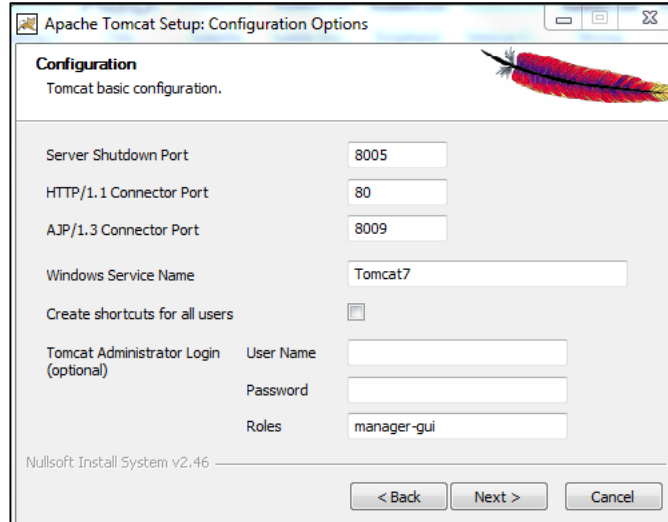 Apache Tomcat Setup: Configuration Options
Configuration
Tomcat basic configuration.
Server Shutdown Port 8005
HTTP/1.1 Connector Port 80
AJP/1.3 Connector Port 8009
Windows Service Name Tomcat7
Create shortcuts for all users
Tomcat Administrator Login User Name
(optional)
Password
Roles manager-gui
Nullsoft Install System v2.46
< Back Next > Cancel